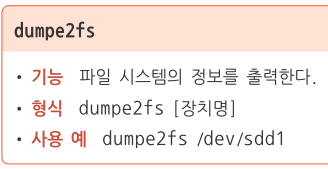 dumpe2fs
• 기능 파일 시스템의 정보를 출력한다.
• 형식 dumpe2fs [장치명]
• 사용 예 dumpe2fs /dev/sdd1